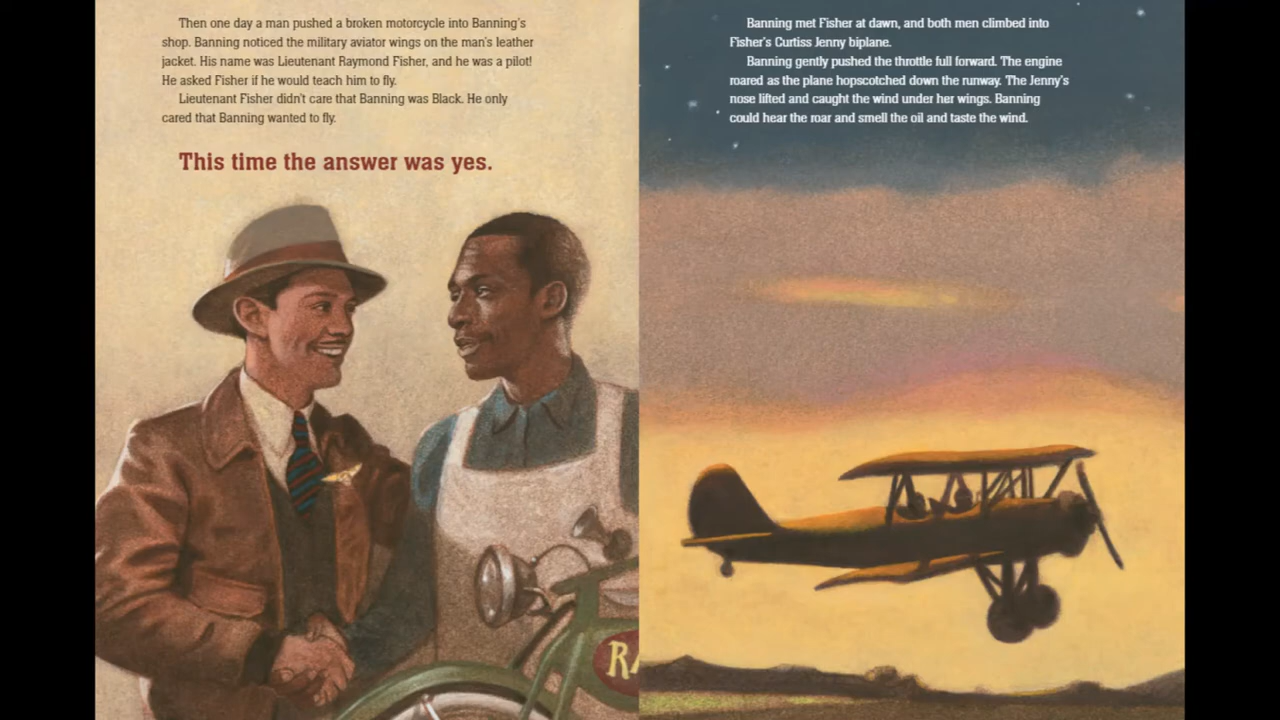 Then one day a man pushed a broken motorcycle into Banning's
shop. Banning noticed the military aviator wings on the man's leather
jacket. His name was Lieutenant Raymond Fisher, and he was a pilot!
He asked Fisher if he would teach him to fly.
Lieutenant Fisher didn't care that Banning was Black. He only
cared that Banning wanted to fly.
This time the answer was yes.
RA
Banning met Fisher at dawn, and both men climbed into
Fisher's Curtiss Jenny biplane.
Banning gently pushed the throttle full forward. The engine
roared as the plane hopscotched down the runway. The Jenny's
nose lifted and caught the wind under her wings. Banning
could hear the roar and smell the oil and taste the wind.